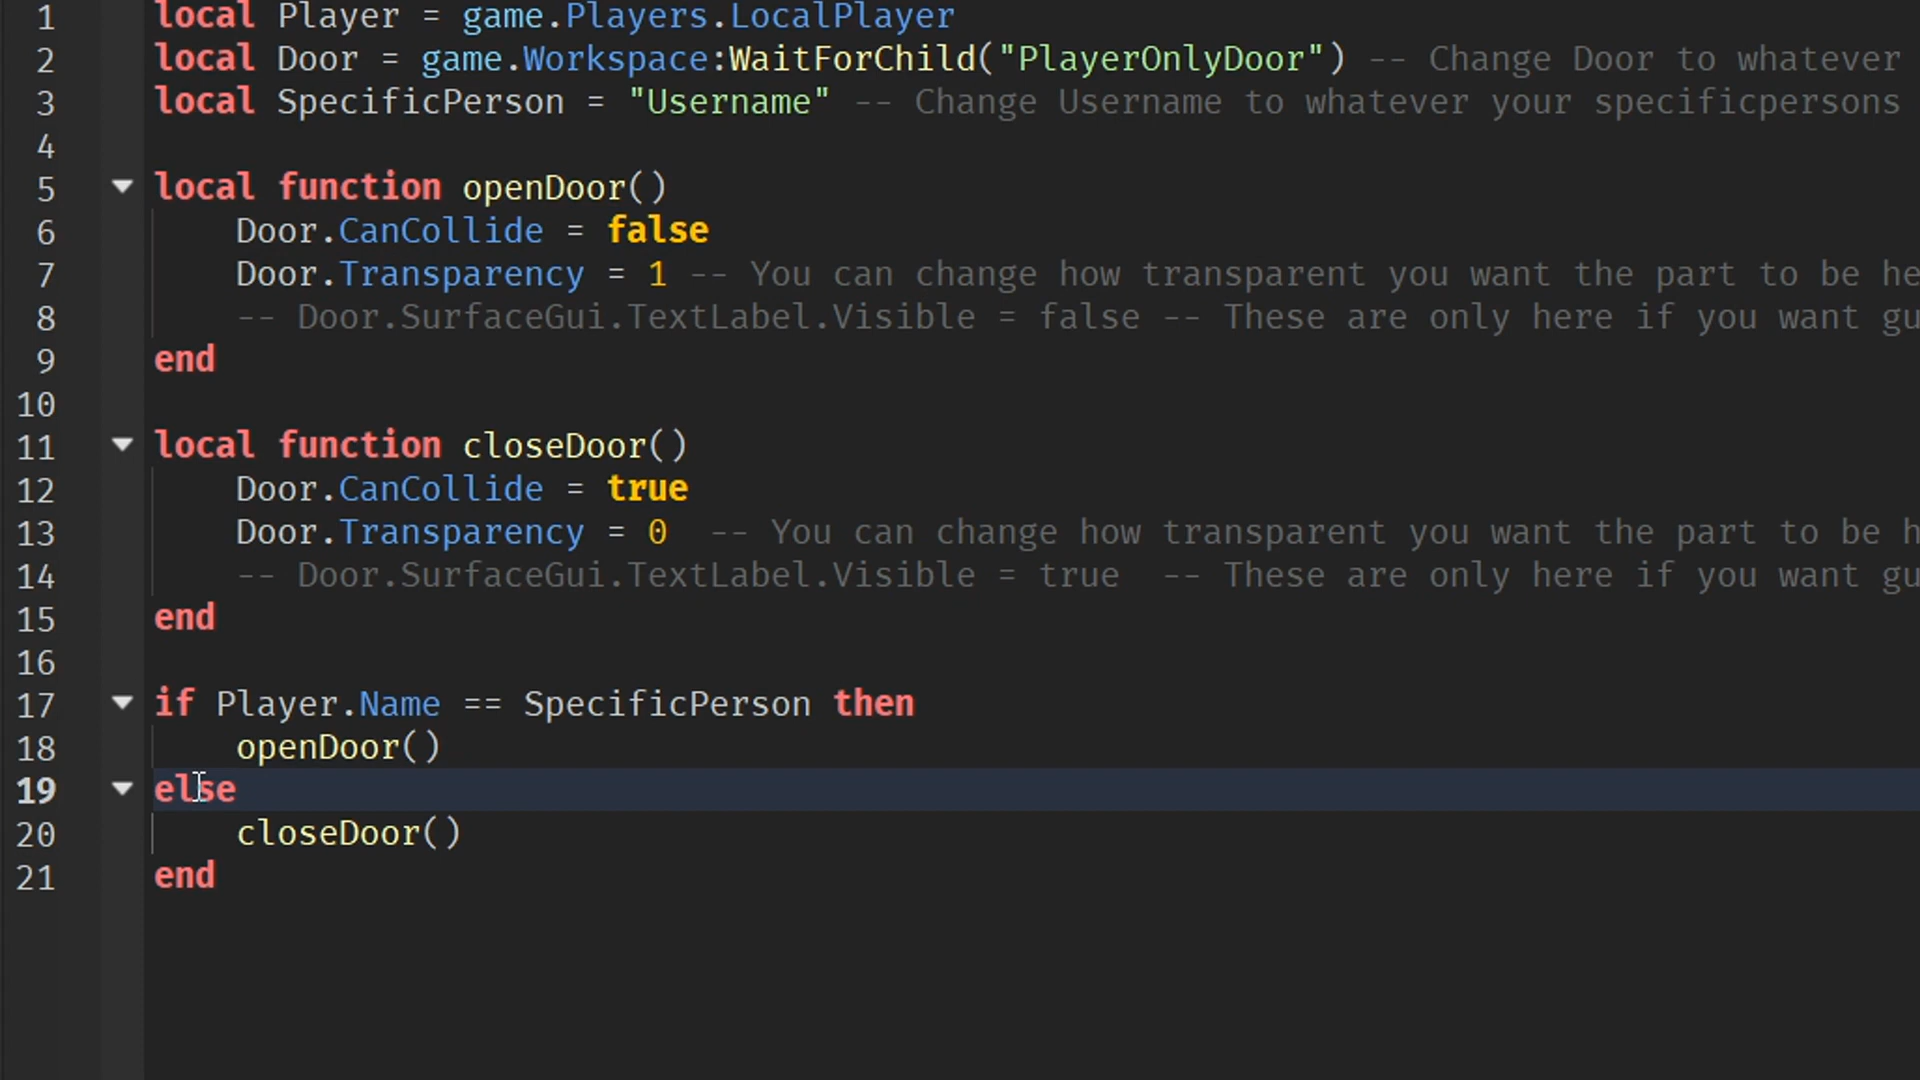 1 local Player = game.Players.LocalPlayer
2 local Door = game.Workspace:WaitForChild("PlayerOnlyDoor") -- Change Door to whatever
3 local SpecificPerson = "Username" -- Change Username to whatever your specificpersons
4
5 local function openDoor()
6 Door.CanCollide = false
7 Door.Transparency = 1 -- You can change how transparent you want the part to be he
8 -- Door.SurfaceGui.TextLabel.Visible = false -- These are only here if you want gu
9 end
10
11 local function closeDoor()
12 Door.CanCollide = true
13 Door.Transparency = 0 -- You can change how transparent you want the part to be h
14 -- Door.SurfaceGui.TextLabel.Visible = true -- These are only here if you want gu
15 end
16
17 if Player.Name == SpecificPerson then
18 openDoor()
19 else
20 closeDoor()
21 end